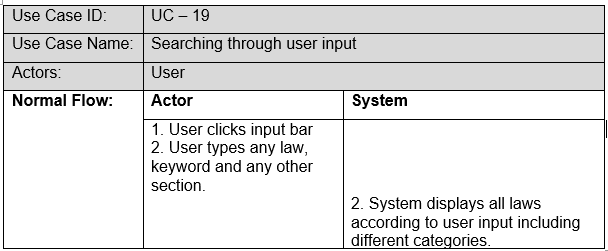 Use Case ID: UC – 19
Use Case Name: Searching through user input
Actors: User
Normal Flow: Actor System
1. User clicks input bar
2. User types any law,
keyword and any other
section.
2. System displays all laws
according to user input including
different categories.